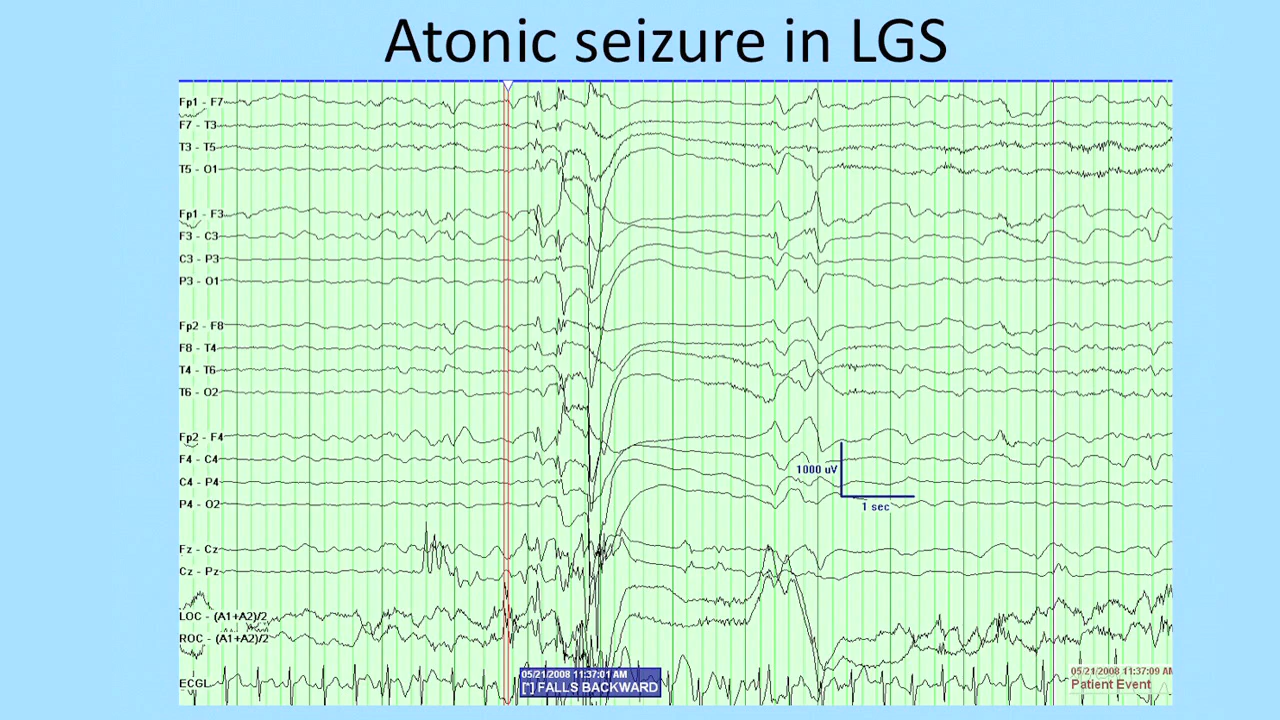 Atonic seizure in LGS
Fp1 - F7
F7 - T3
T3 - T5
T5 - O1
Fp1 - F3
F3 - C3
C3 - P3
P3 - O1
Fp2 - F8
F8 - T4
T4 - T6
T6 - O2
Fp2 - F4
F4 - C4
C4 - P4
P4 - O2
1000 uV
1 sec
Fz - Cz
Cz - Pz
LOC - (A1+A2)/2
ROC - (A1+A2)/2
ECGL
05/21/2008 11:37:01 AM
[*] FALLS BACKWARD
05/21/2008 11:37:09 AM
Patient Event